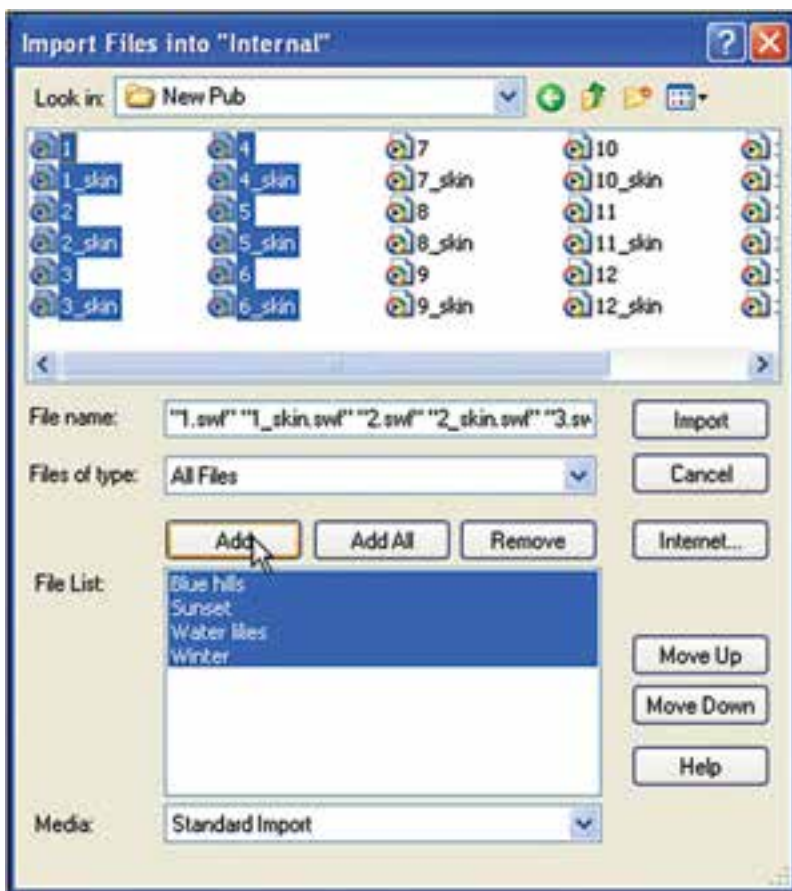 Import Files into "Internal"
Look in: New Pub
1 4 7 10
1_skin 4_skin 7_skin 10_skin
2 5 8 11
2_skin 5_skin 8_skin 11_skin
3 6 9 12
3_skin 6_skin 9_skin 12_skin
File name: "1.swf" "1_skin.swf" "2.swf" "2_skin.swf" "3.sw Import
Files of type: All Files Cancel
Add Add All Remove Internet...
File List:
Blue hills
Sunset
Water lilies
Winter
Move Up
Move Down
Help
Media: Standard Import